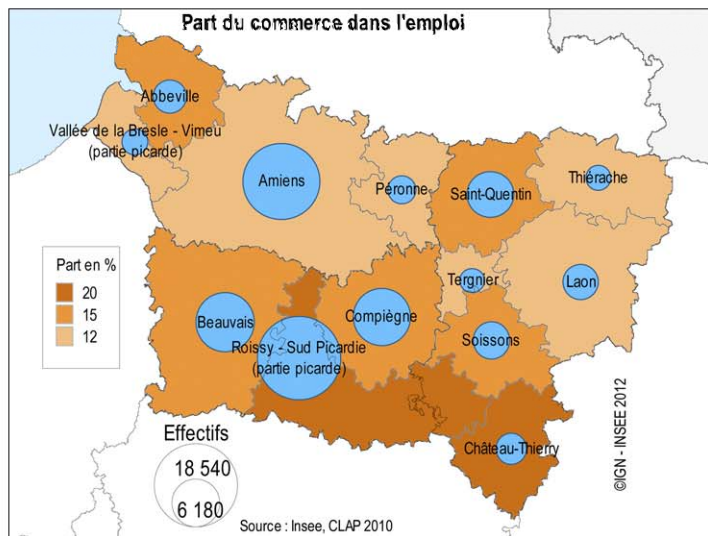 Part du commerce dans l'emploi
Abbeville
Vallée de la Bresle - Vimeu
(partie picarde)
Amiens
Péronne
Saint-Quentin
Thiérache
Part en %
20
15
12
Beauvais
Compiègne
Tergnier
Laon
Roissy - Sud Picardie
(partie picarde)
Soissons
Château-Thierry
Effectifs
18 540
6 180
Source : Insee, CLAP 2010
©IGN - INSEE 2012